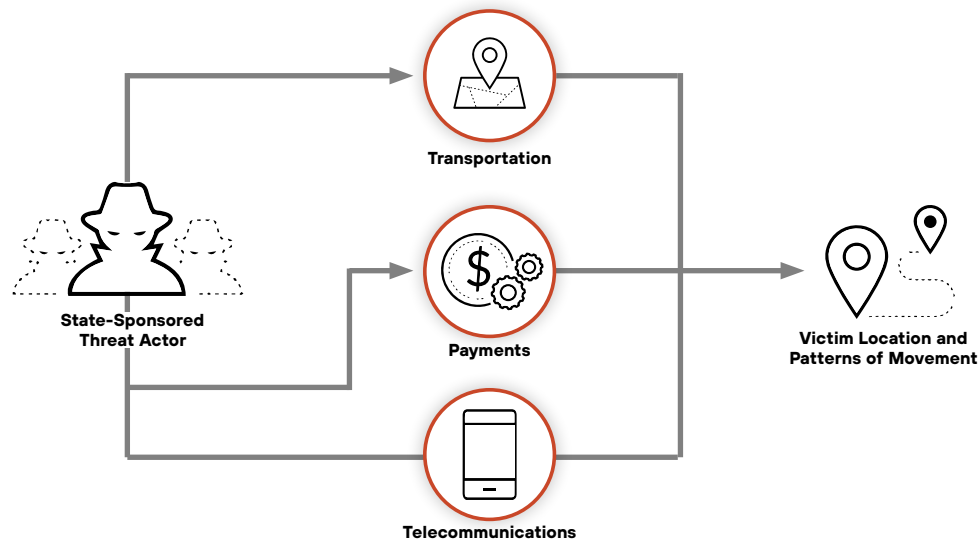 Transportation
State-Sponsored
Threat Actor
$
Payments
Victim Location and
Patterns of Movement
Telecommunications